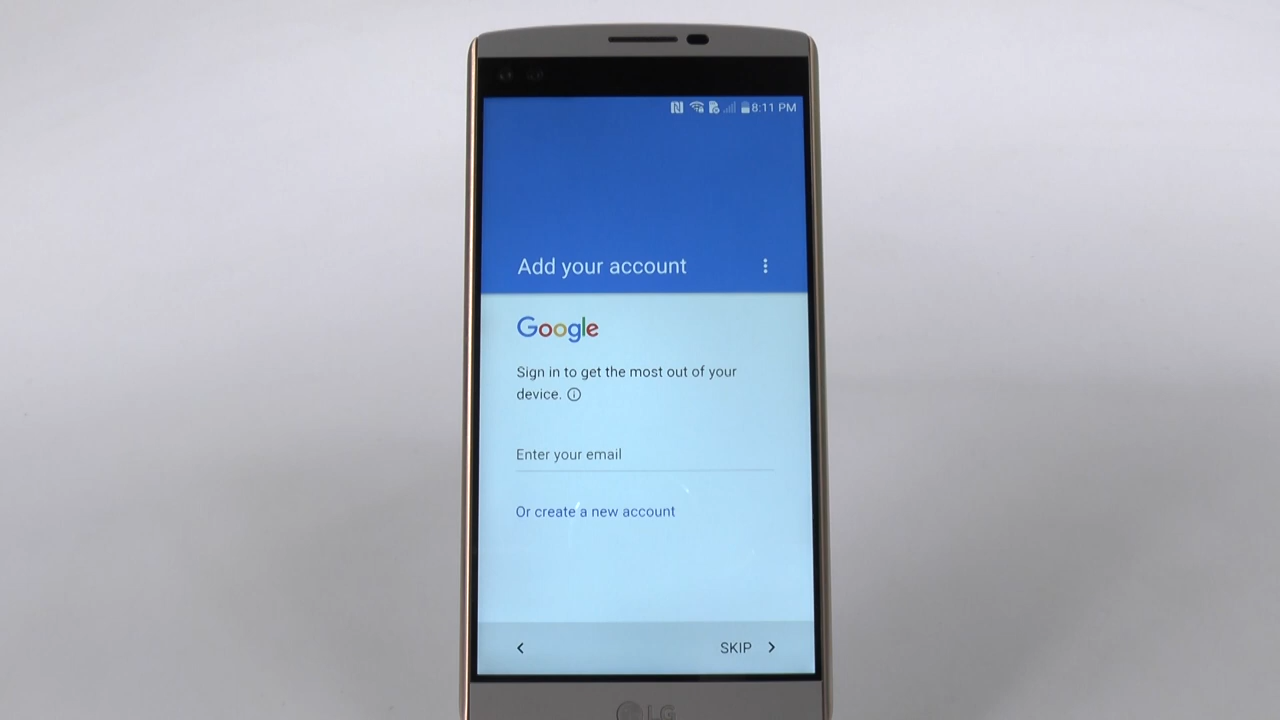 8:11 PM
Add your account
Google
Sign in to get the most out of your
device.
Enter your email
Or create a new account
SKIP
LG